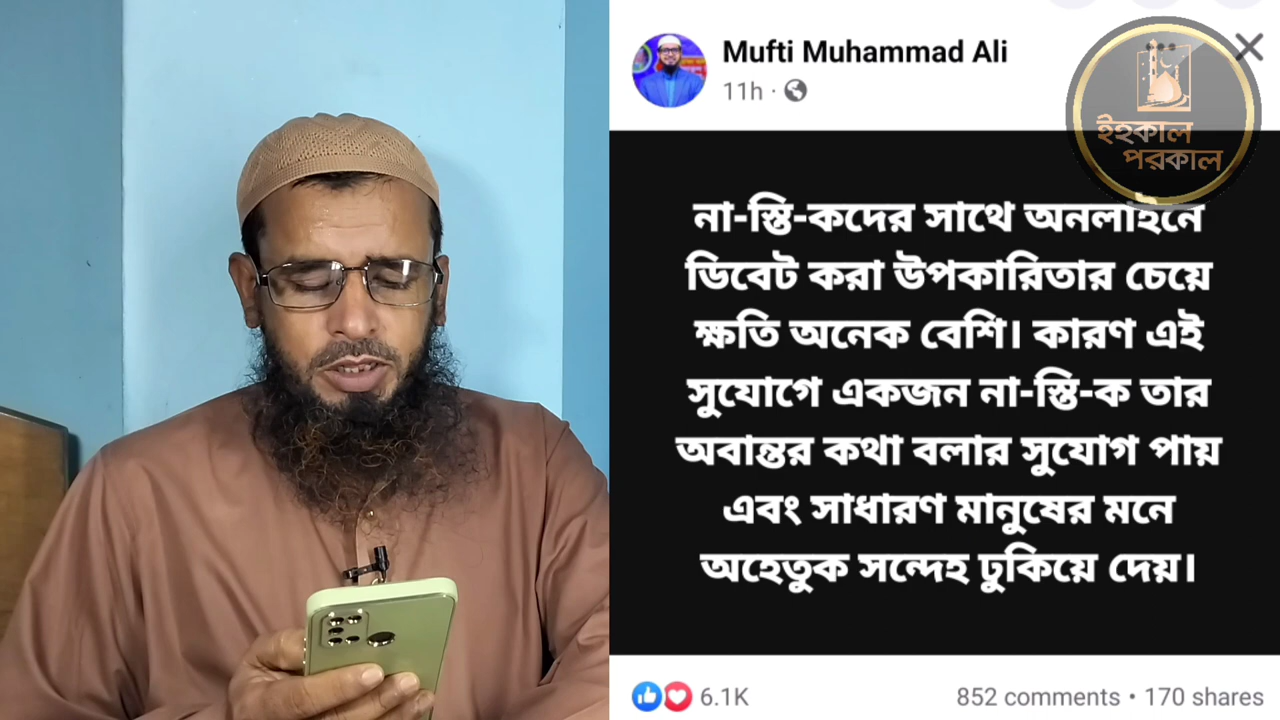 Mufti Muhammad Ali
11h ·
ইহকাল
পরকাল
না-স্তি-কদের সাথে অনলাইনে
ডিবেট করা উপকারিতার চেয়ে
ক্ষতি অনেক বেশি। কারণ এই
সুযোগে একজন না-স্তি-ক তার
অবান্তর কথা বলার সুযোগ পায়
এবং সাধারণ মানুষের মনে
অহেতুক সন্দেহ ঢুকিয়ে দেয়।
6.1K 852 comments • 170 shares